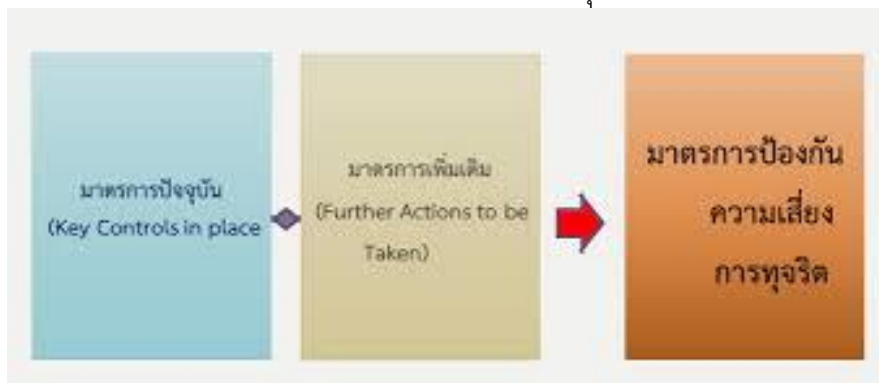 มาตรการปัจจุบัน
(Key Controls in place
มาตรการเพิ่มเติม
(Further Actions to be
Taken)
มาตรการป้องกัน
ความเสี่ยง
การทุจริต